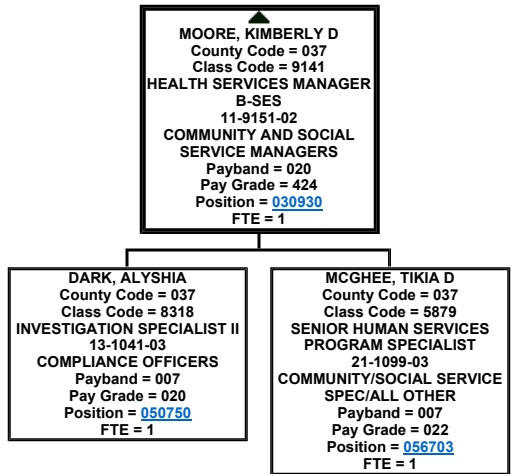 MOORE, KIMBERLY D
County Code = 037
Class Code = 9141
HEALTH SERVICES MANAGER
B-SES
11-9151-02
COMMUNITY AND SOCIAL
SERVICE MANAGERS
Payband = 020
Pay Grade = 424
Position = 030930
FTE = 1
DARK, ALYSHIA
County Code = 037
Class Code = 8318
INVESTIGATION SPECIALIST II
13-1041-03
COMPLIANCE OFFICERS
Payband = 007
Pay Grade = 020
Position = 050750
FTE = 1
MCGHEE, TIKIA D
County Code = 037
Class Code = 5879
SENIOR HUMAN SERVICES
PROGRAM SPECIALIST
21-1099-03
COMMUNITY/SOCIAL SERVICE
SPEC/ALL OTHER
Payband = 007
Pay Grade = 022
Position = 056703
FTE = 1